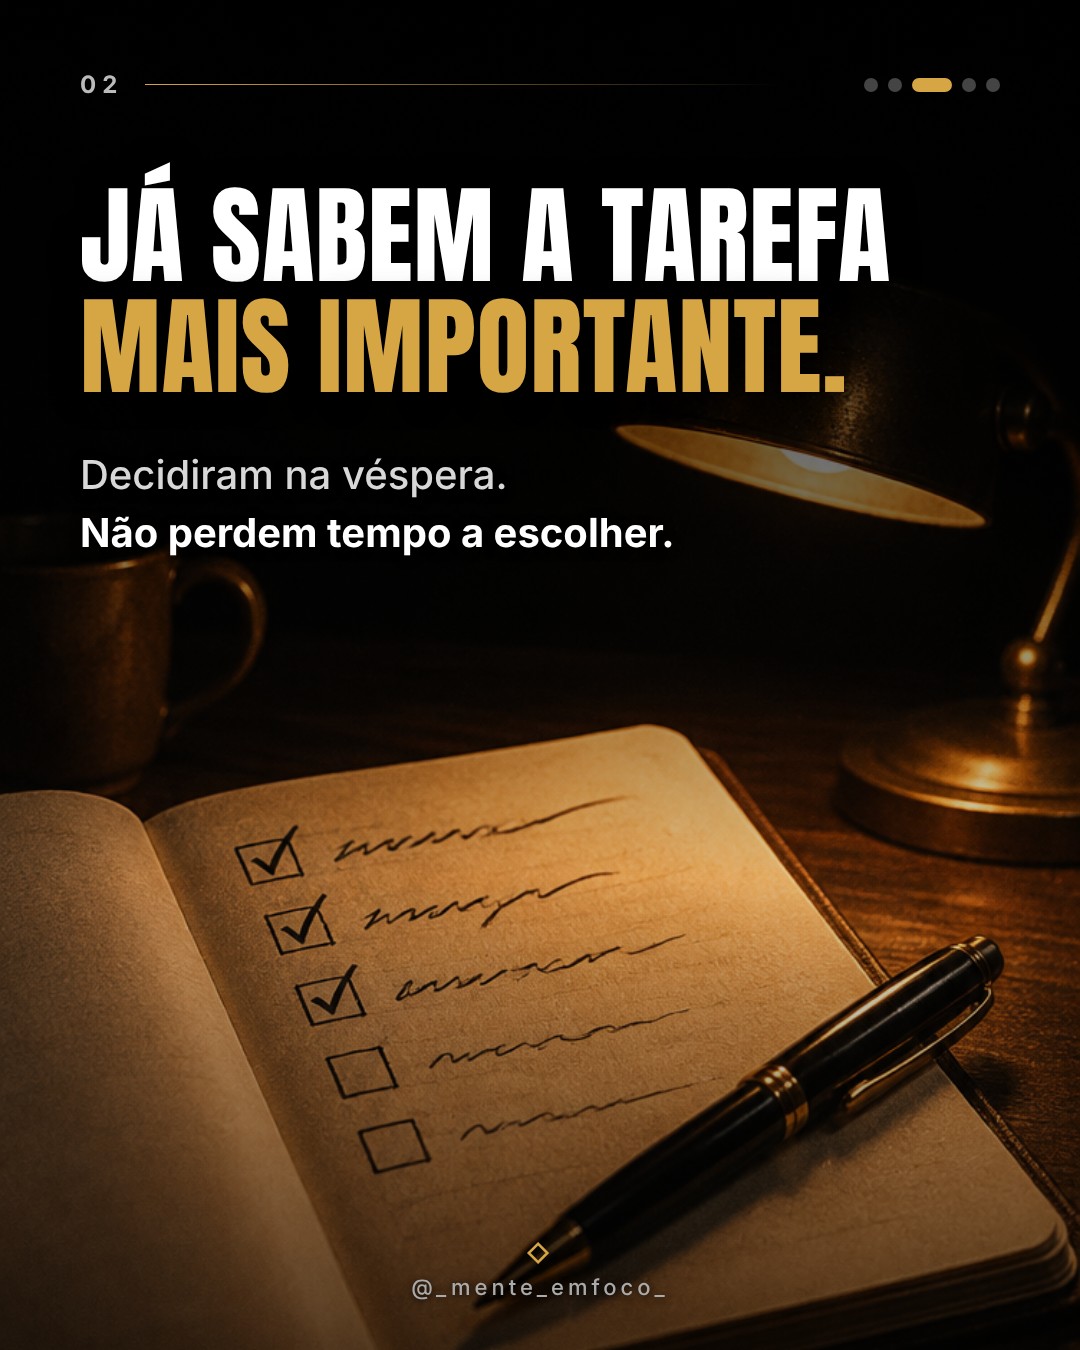 02
JÁ SABEM A TAREFA
MAIS IMPORTANTE.
Decidiram na véspera.
Não perdem tempo a escolher.
@_mente_emfoco_